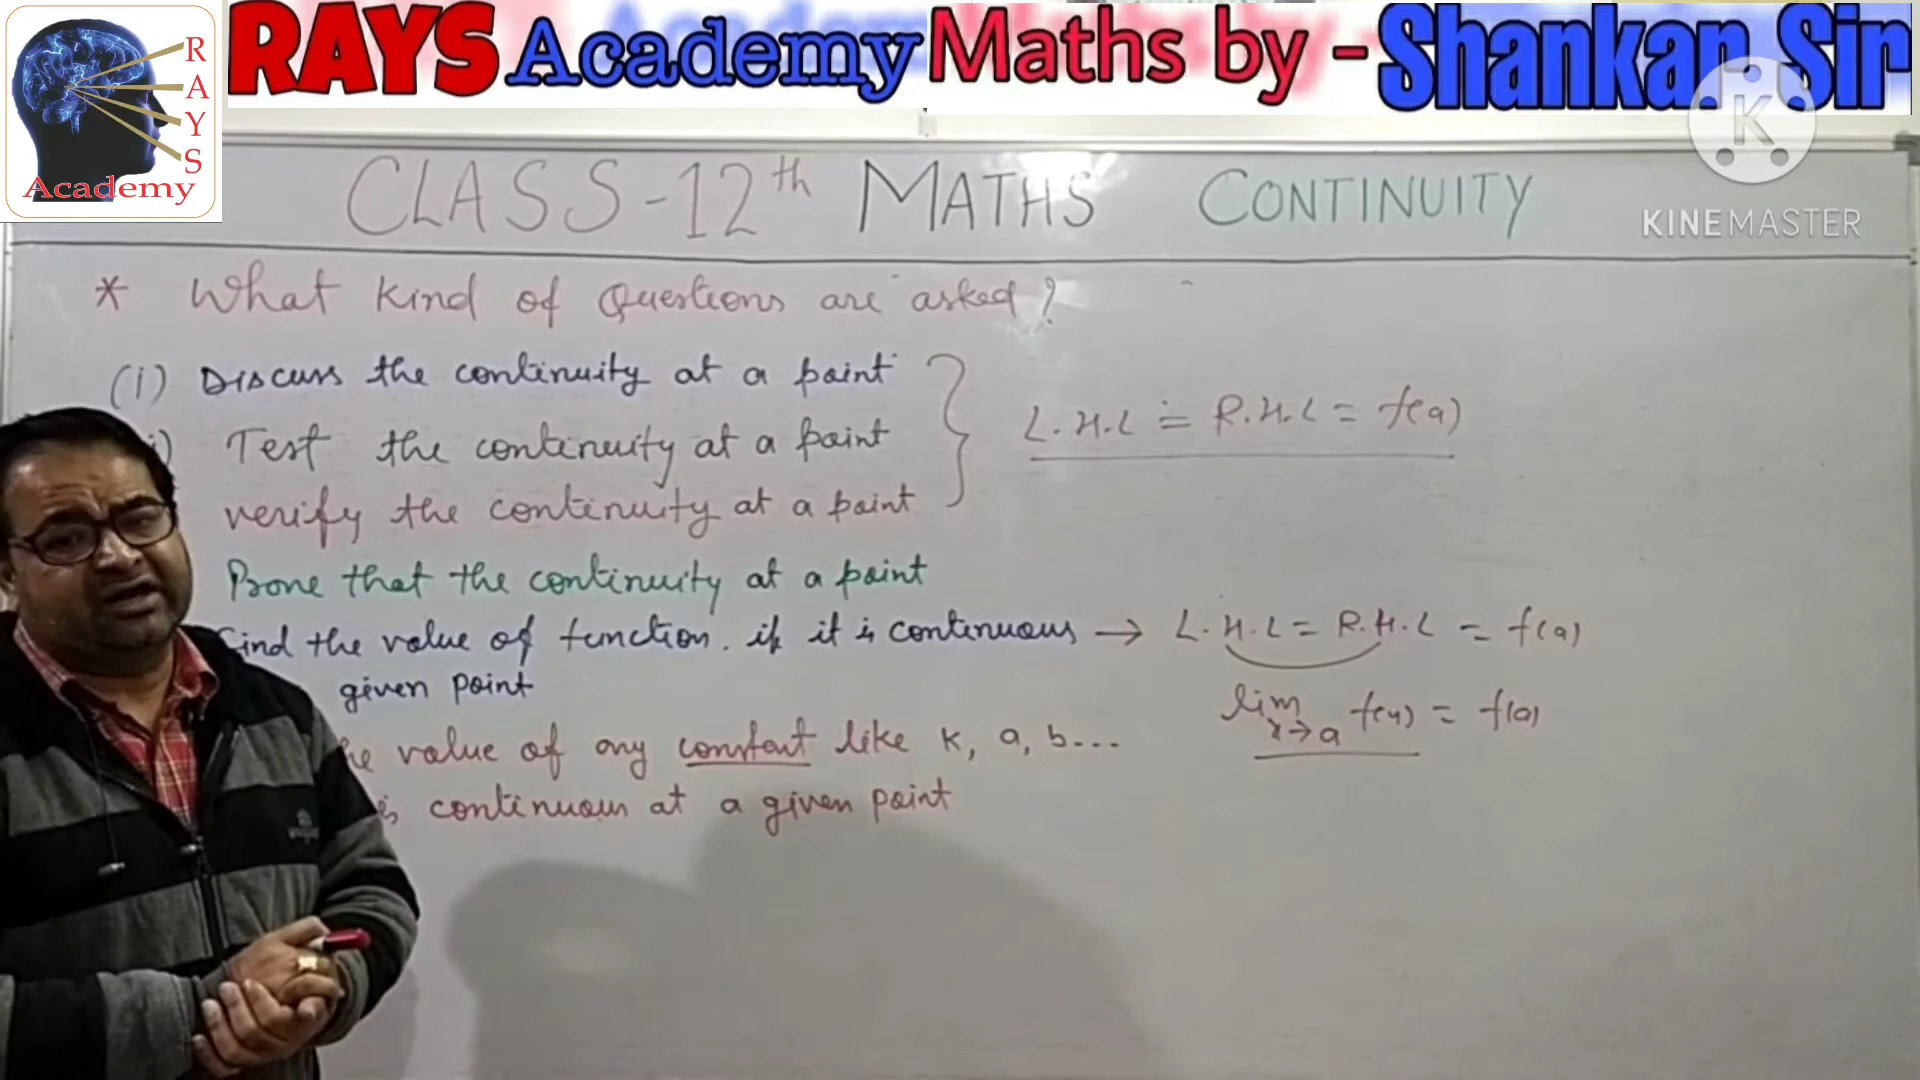 RAYS Academy Maths by - Shankar Sir
RAYS
Academy
K
KINEMASTER
CLASS-12th MATHS CONTINUITY
* What kind of Questions are asked?
(i) Discuss the continuity at a point
) Test the continuity at a point
verify the continuity at a point
L.H.L = R.H.L = f(a)
Prove that the continuity at a point
Find the value of function. if it is continuous → L.H.L = R.H.L = f(a)
given point
lim x→a f(x) = f(a)
he value of any constant like k, a, b...
is continuous at a given point